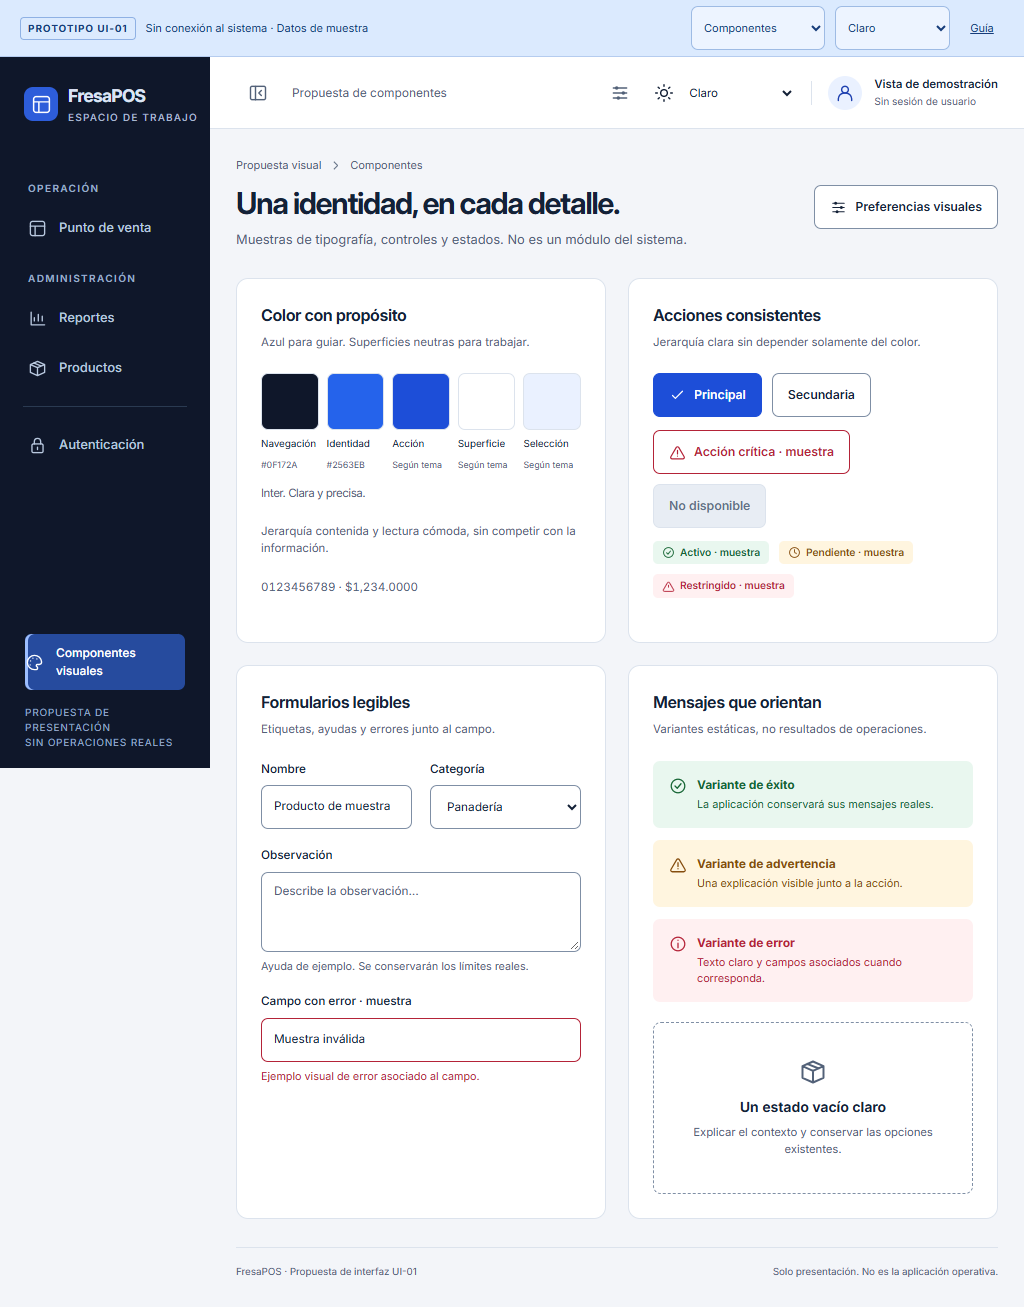 PROTOTIPO UI-01
Sin conexión al sistema · Datos de muestra
Componentes
Claro
Guía
FresaPOS
ESPACIO DE TRABAJO
OPERACIÓN
Punto de venta
ADMINISTRACIÓN
Reportes
Productos
Autenticación
Componentes
visuales
PROPUESTA DE
PRESENTACIÓN
SIN OPERACIONES REALES
Propuesta de componentes
Claro
Vista de demostración
Sin sesión de usuario
Propuesta visual
Componentes
Una identidad, en cada detalle.
Muestras de tipografía, controles y estados. No es un módulo del sistema.
Preferencias visuales
Color con propósito
Azul para guiar. Superficies neutras para trabajar.
Navegación
Identidad
Acción
Superficie
Selección
#0F172A
#2563EB
Según tema
Según tema
Según tema
Inter. Clara y precisa.
Jerarquía contenida y lectura cómoda, sin competir con la
información.
0123456789 · $1,234.0000
Acciones consistentes
Jerarquía clara sin depender solamente del color.
Principal
Secundaria
Acción crítica · muestra
No disponible
Activo · muestra
Pendiente · muestra
Restringido · muestra
Formularios legibles
Etiquetas, ayudas y errores junto al campo.
Nombre
Categoría
Producto de muestra
Panadería
Observación
Describe la observación...
Ayuda de ejemplo. Se conservarán los límites reales.
Campo con error · muestra
Muestra inválida
Ejemplo visual de error asociado al campo.
Mensajes que orientan
Variantes estáticas, no resultados de operaciones.
Variante de éxito
La aplicación conservará sus mensajes reales.
Variante de advertencia
Una explicación visible junto a la acción.
Variante de error
Texto claro y campos asociados cuando
corresponda.
Un estado vacío claro
Explicar el contexto y conservar las opciones
existentes.
FresaPOS · Propuesta de interfaz UI-01
Solo presentación. No es la aplicación operativa.